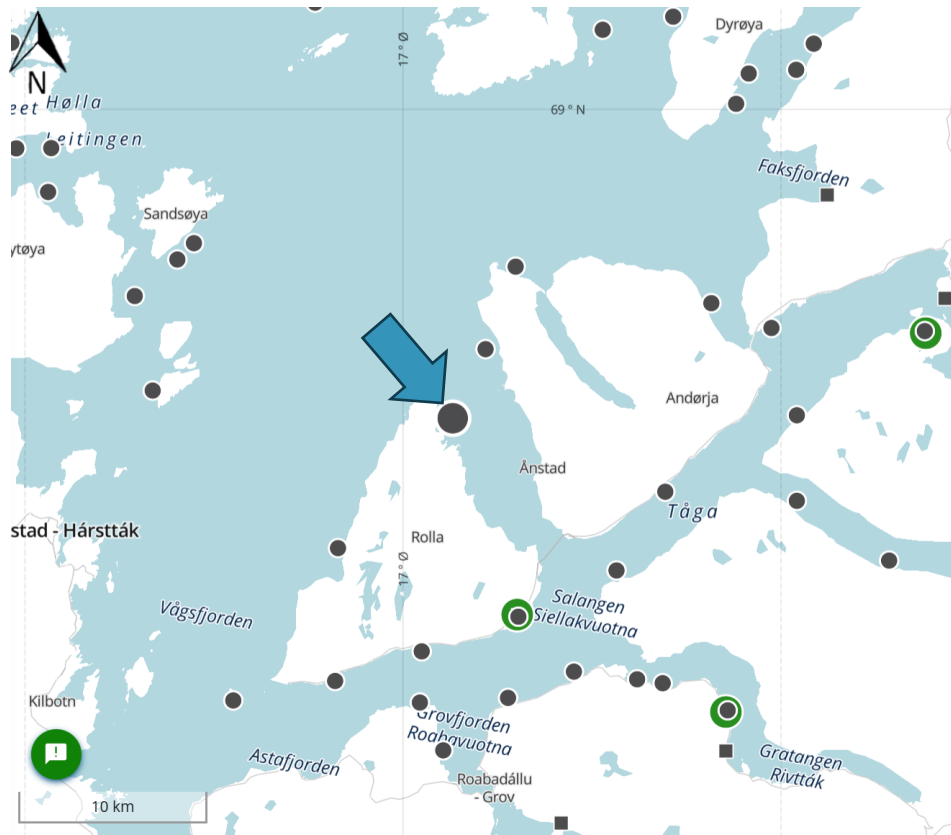 Dyrøya
17° Ø
N
69° N
eet Hølla
Leitingen
Faksfjorden
Sandsøya
ytøya
Andørja
Ånstad
stad - Hárstták
Tåga
Rolla
17° Ø
Salangen
Siellakvuotna
Vågsfjorden
Kilbotn
Grovfjorden
Roabavuotna
Astafjorden
Gratangen
Rivtták
Roabadállu
- Grov
10 km